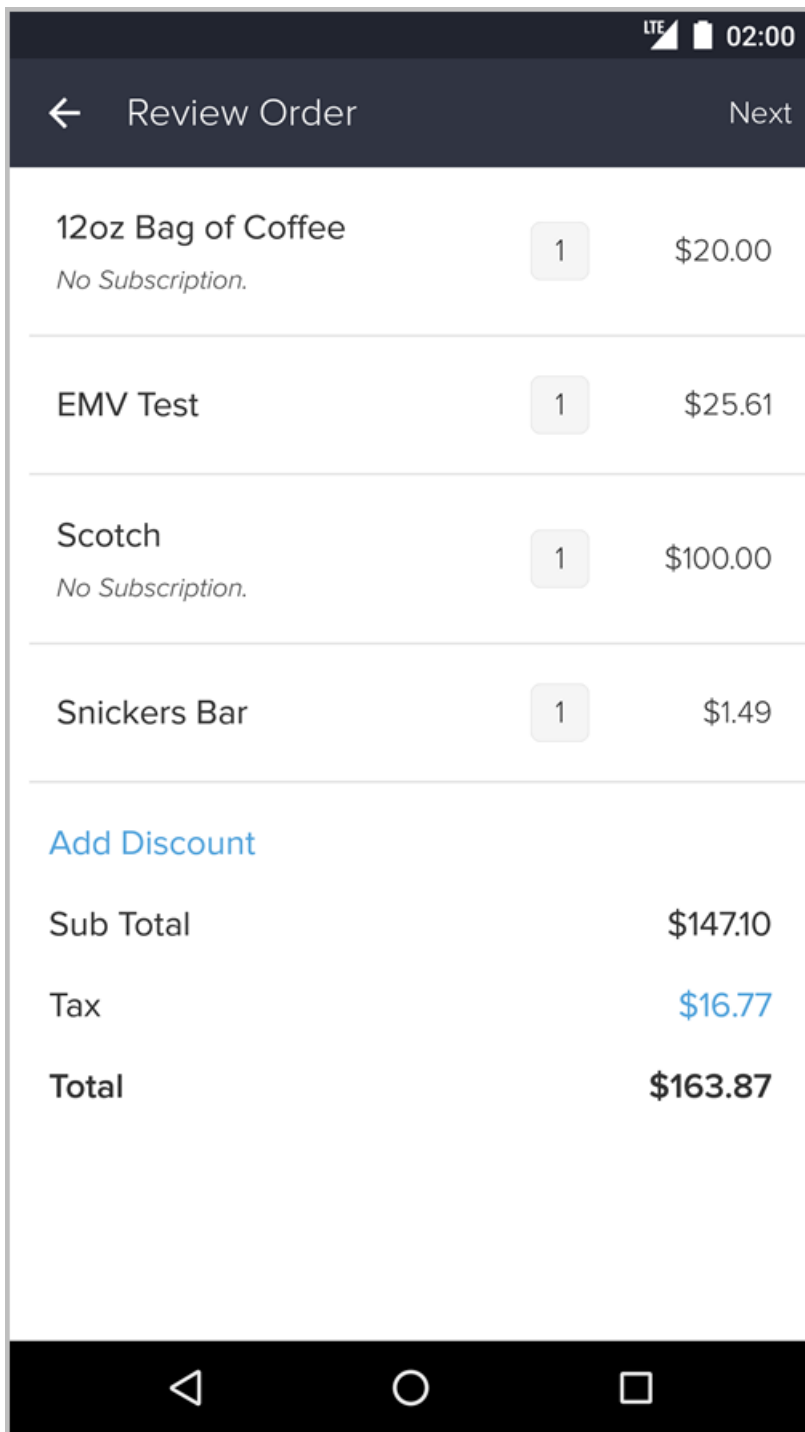 LTE 02:00
Review Order Next
12oz Bag of Coffee 1 $20.00
No Subscription.
EMV Test 1 $25.61
Scotch 1 $100.00
No Subscription.
Snickers Bar 1 $1.49
Add Discount
Sub Total $147.10
Tax $16.77
Total $163.87